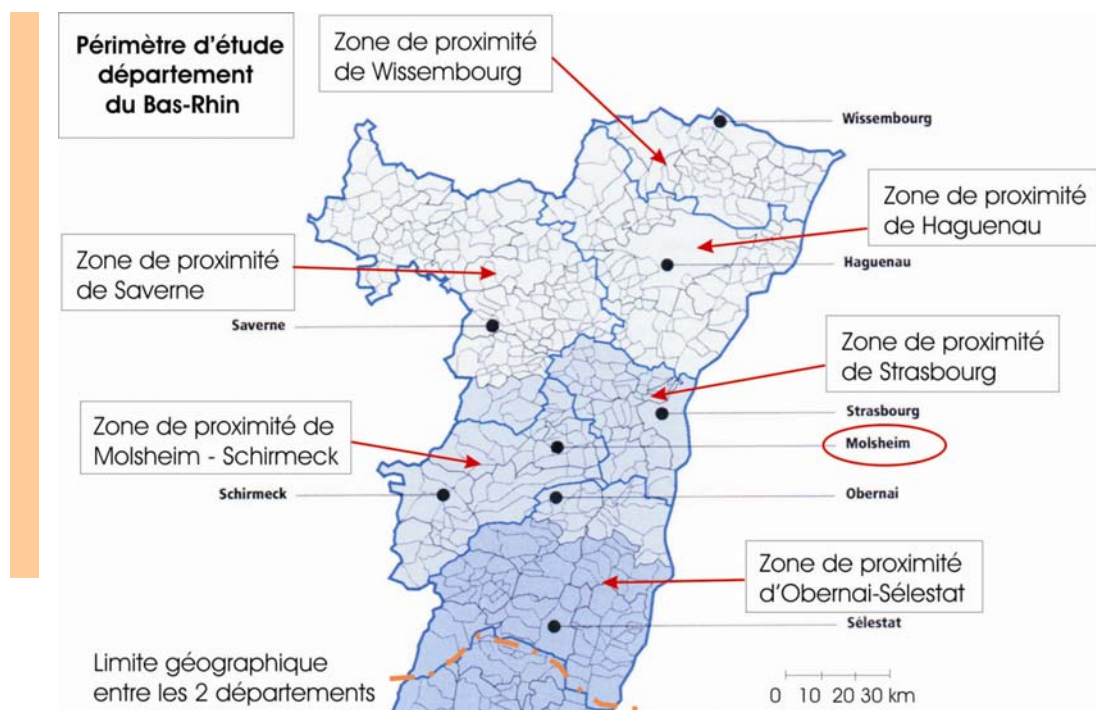 Périmètre d'étude
département
du Bas-Rhin
Zone de proximité
de Wissembourg
Wissembourg
Zone de proximité
de Haguenau
Haguenau
Zone de proximité
de Saverne
Saverne
Zone de proximité
de Strasbourg
Strasbourg
Zone de proximité de
Molsheim - Schirmeck
Molsheim
Schirmeck
Obernai
Zone de proximité
d'Obernai-Sélestat
Sélestat
Limite géographique
entre les 2 départements
0 10 20 30 km